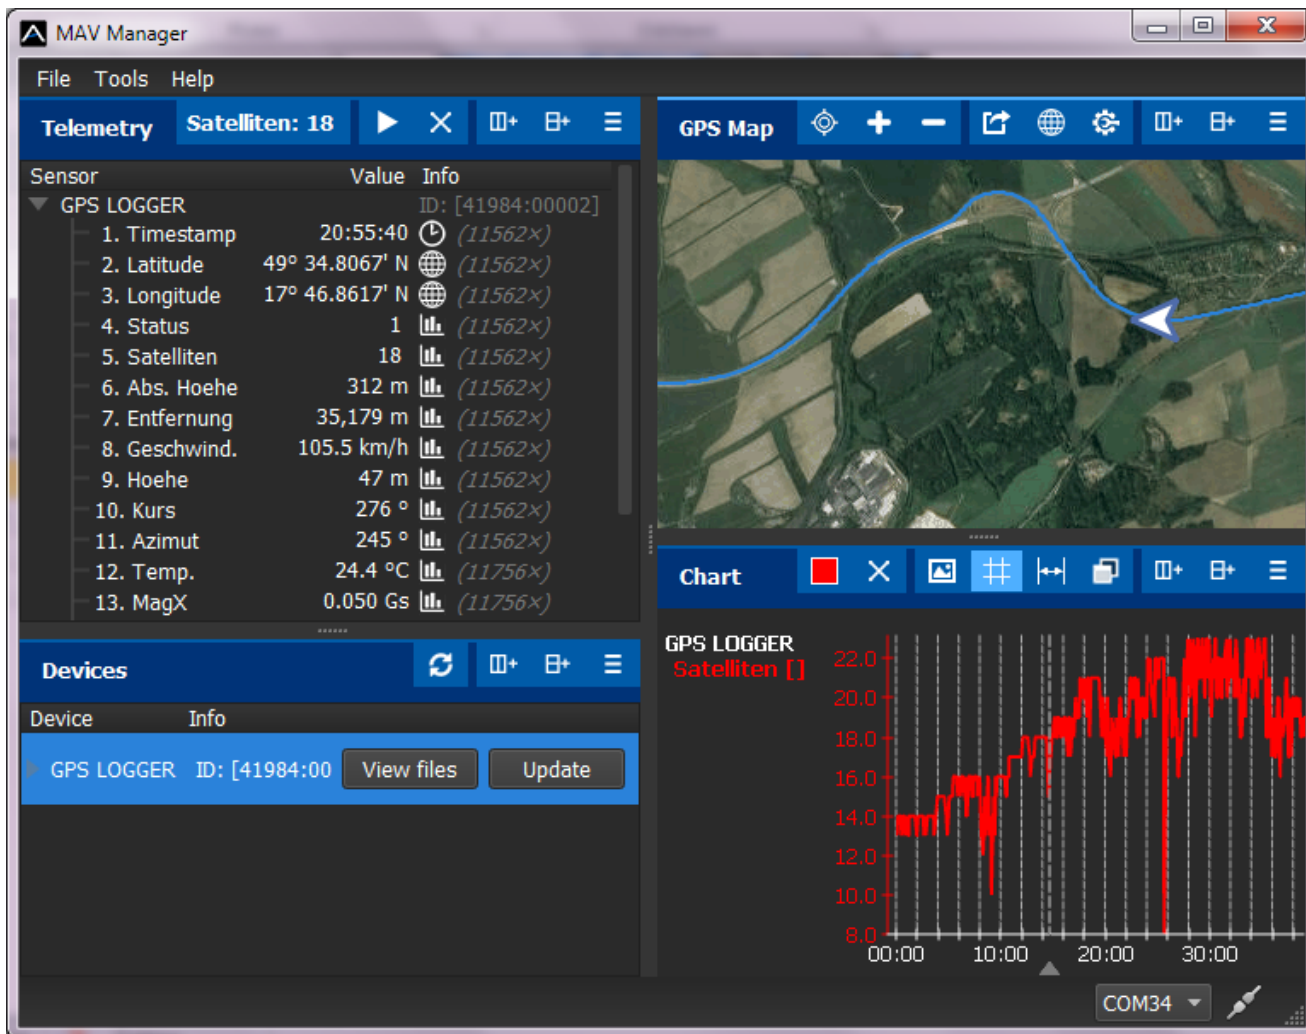 MAV Manager
File Tools Help
Telemetry Satelliten: 18
Sensor Value Info
GPS LOGGER ID: [41984:00002]
1. Timestamp 20:55:40 (11562×)
2. Latitude 49º 34.8067' N (11562×)
3. Longitude 17º 46.8617' N (11562×)
4. Status 1 (11562×)
5. Satelliten 18 (11562×)
6. Abs. Hoehe 312 m (11562×)
7. Entfernung 35,179 m (11562×)
8. Geschwind. 105.5 km/h (11562×)
9. Hoehe 47 m (11562×)
10. Kurs 276 º (11562×)
11. Azimut 245 º (11562×)
12. Temp. 24.4 ºC (11756×)
13. MagX 0.050 Gs (11756×)
Devices
Device Info
GPS LOGGER ID: [41984:00 View files Update
GPS Map
Chart
GPS LOGGER
Satelliten []
22.0
20.0
18.0
16.0
14.0
12.0
10.0
8.0
00:00 10:00 20:00 30:00
COM34